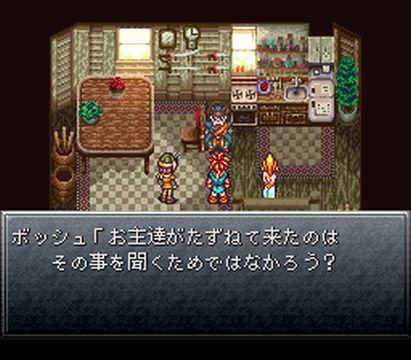 ボッシュ「お主達がたずねて来たのは
その事を聞くためではなかろう?